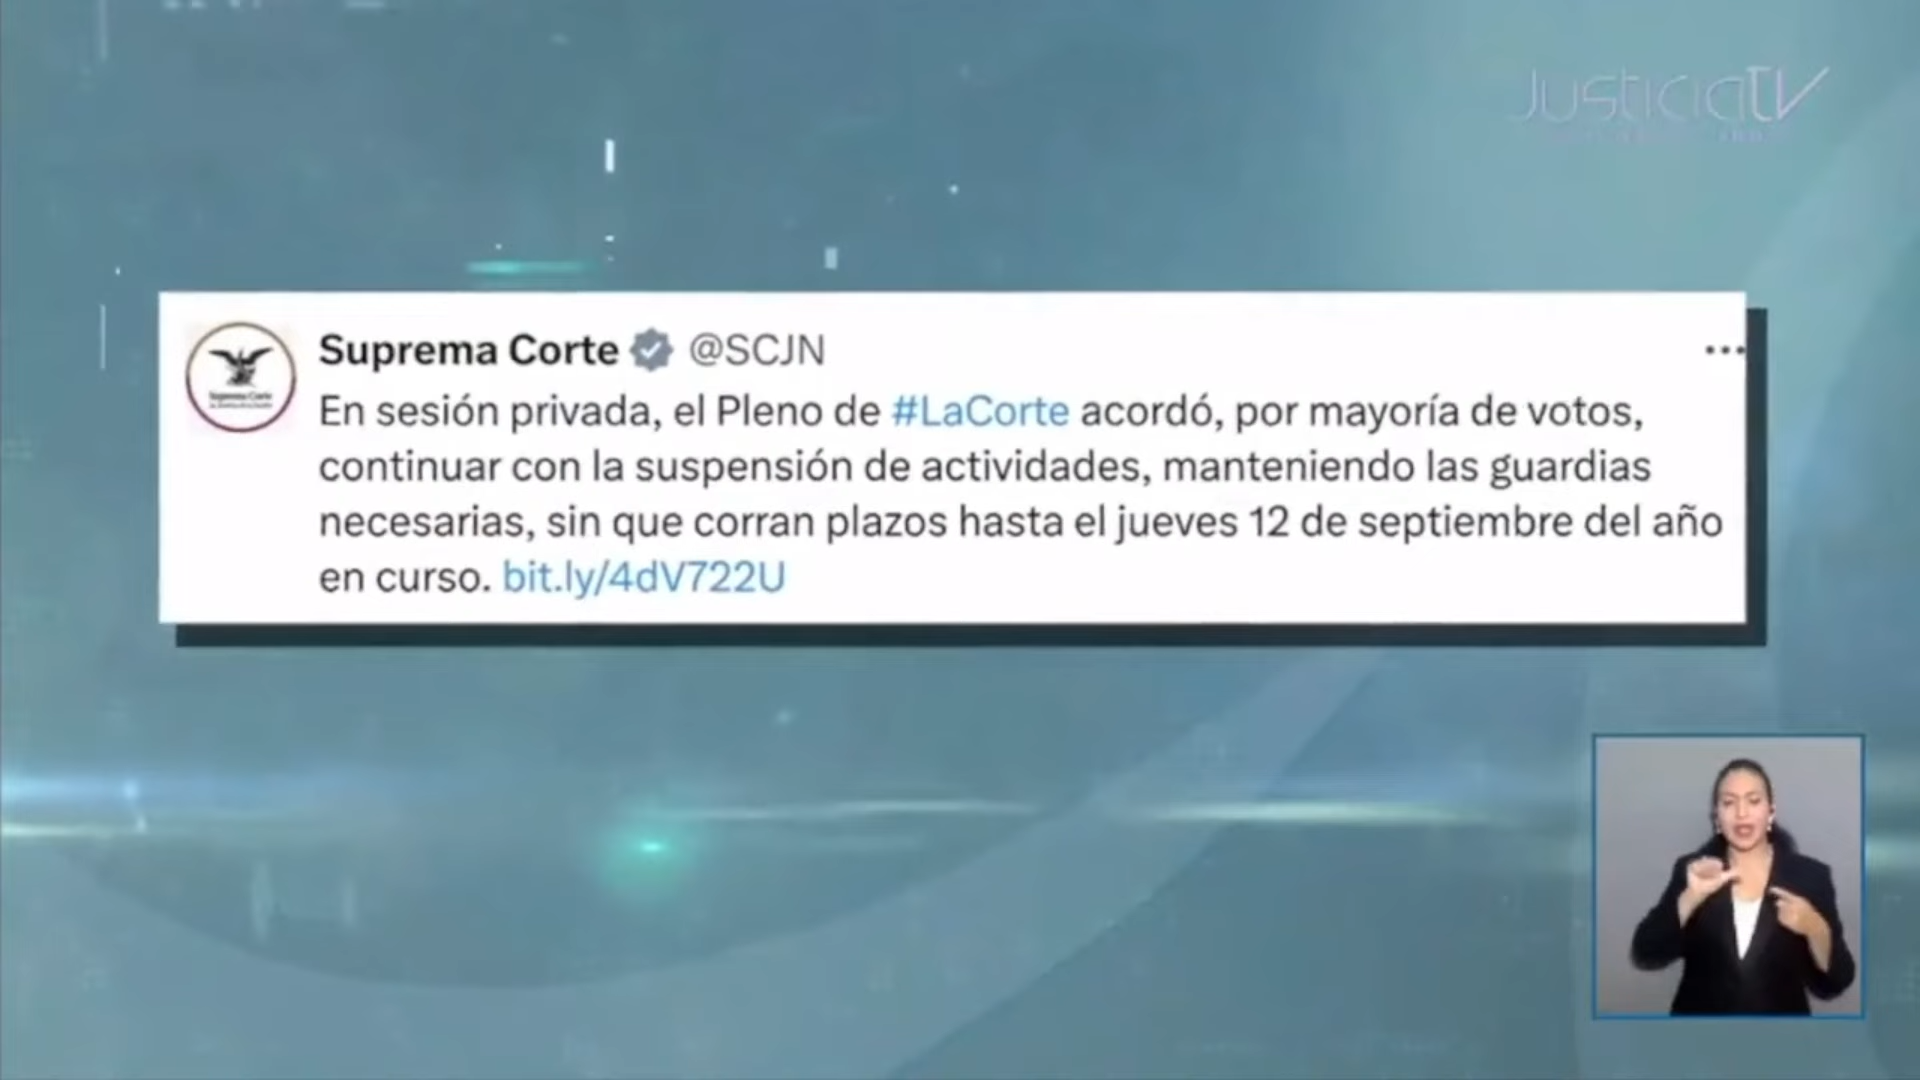 JusticiaTV
Suprema Corte @SCJN
En sesión privada, el Pleno de #LaCorte acordó, por mayoría de votos,
continuar con la suspensión de actividades, manteniendo las guardias
necesarias, sin que corran plazos hasta el jueves 12 de septiembre del año
en curso. bit.ly/4dV722U